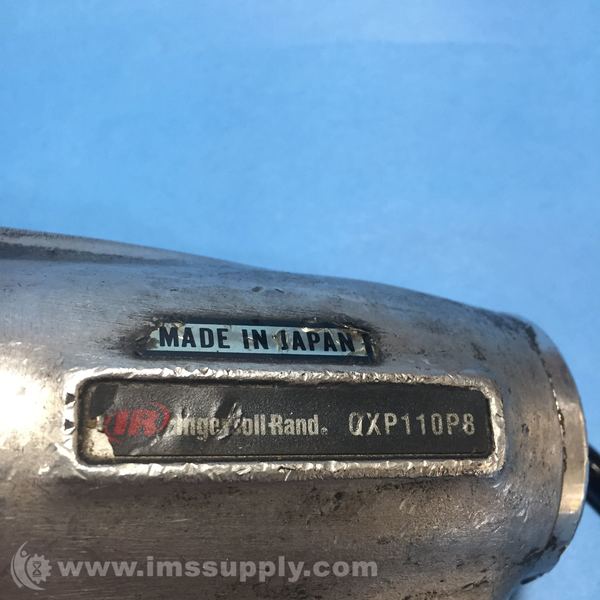 MADE IN JAPAN
IR Ingersoll Rand® QXP110P8
www.imssupply.com